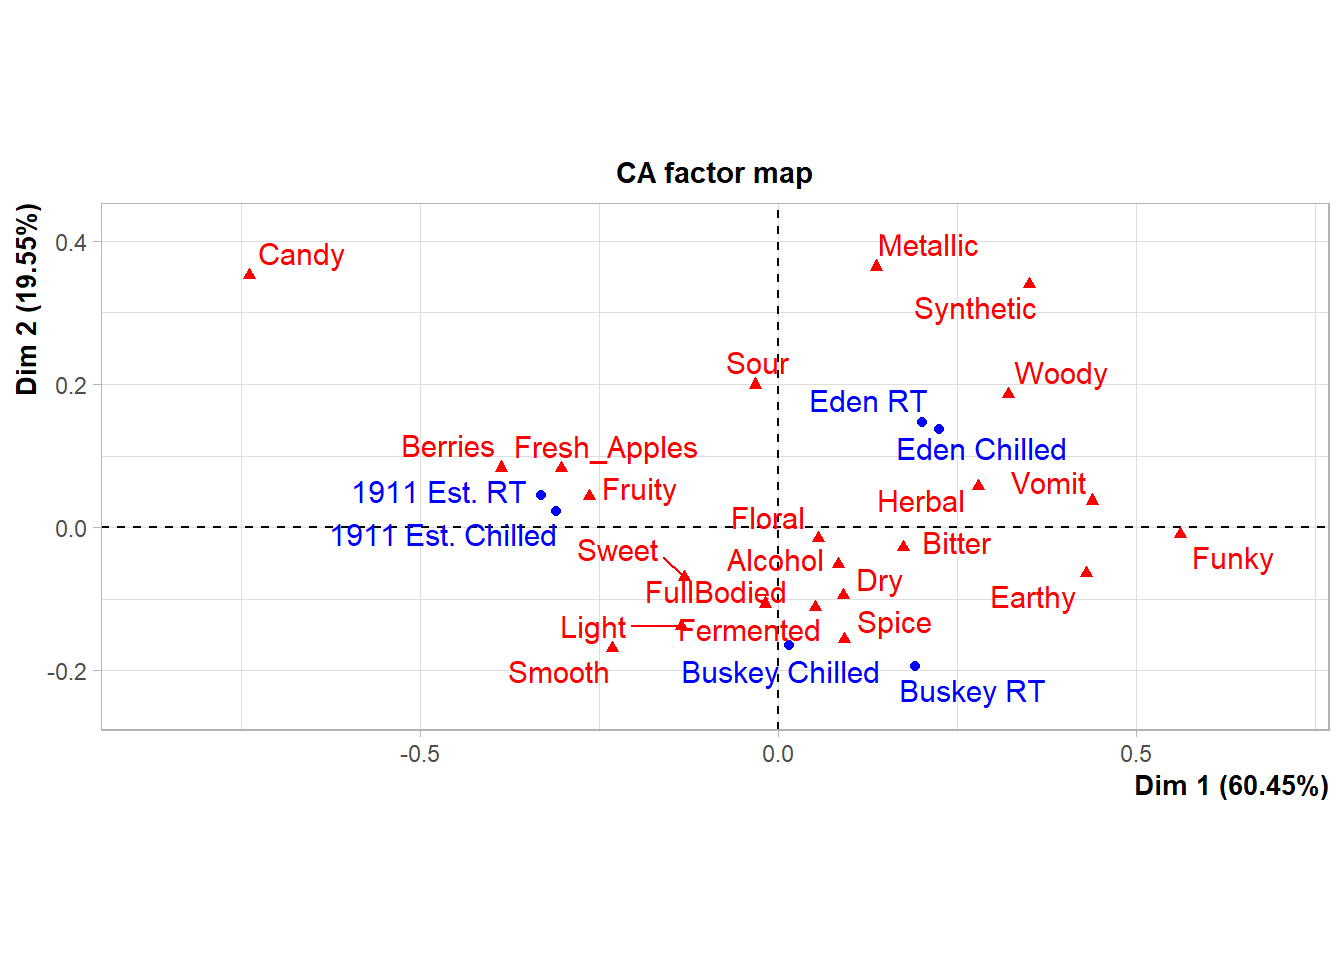 CA factor map
Dim 2 (19.55%)
0.4
0.2
0.0
-0.2
Candy
Metallic
Synthetic
Sour
Woody
Eden RT
Eden Chilled
Berries
Fresh_Apples
1911 Est. RT
Fruity
Herbal
Vomit
Floral
1911 Est. Chilled
Sweet
Alcohol
Bitter
Funky
FullBodied
Dry
Earthy
Light
Fermented
Spice
Smooth
Buskey Chilled
Buskey RT
-0.5
0.0
0.5
Dim 1 (60.45%)